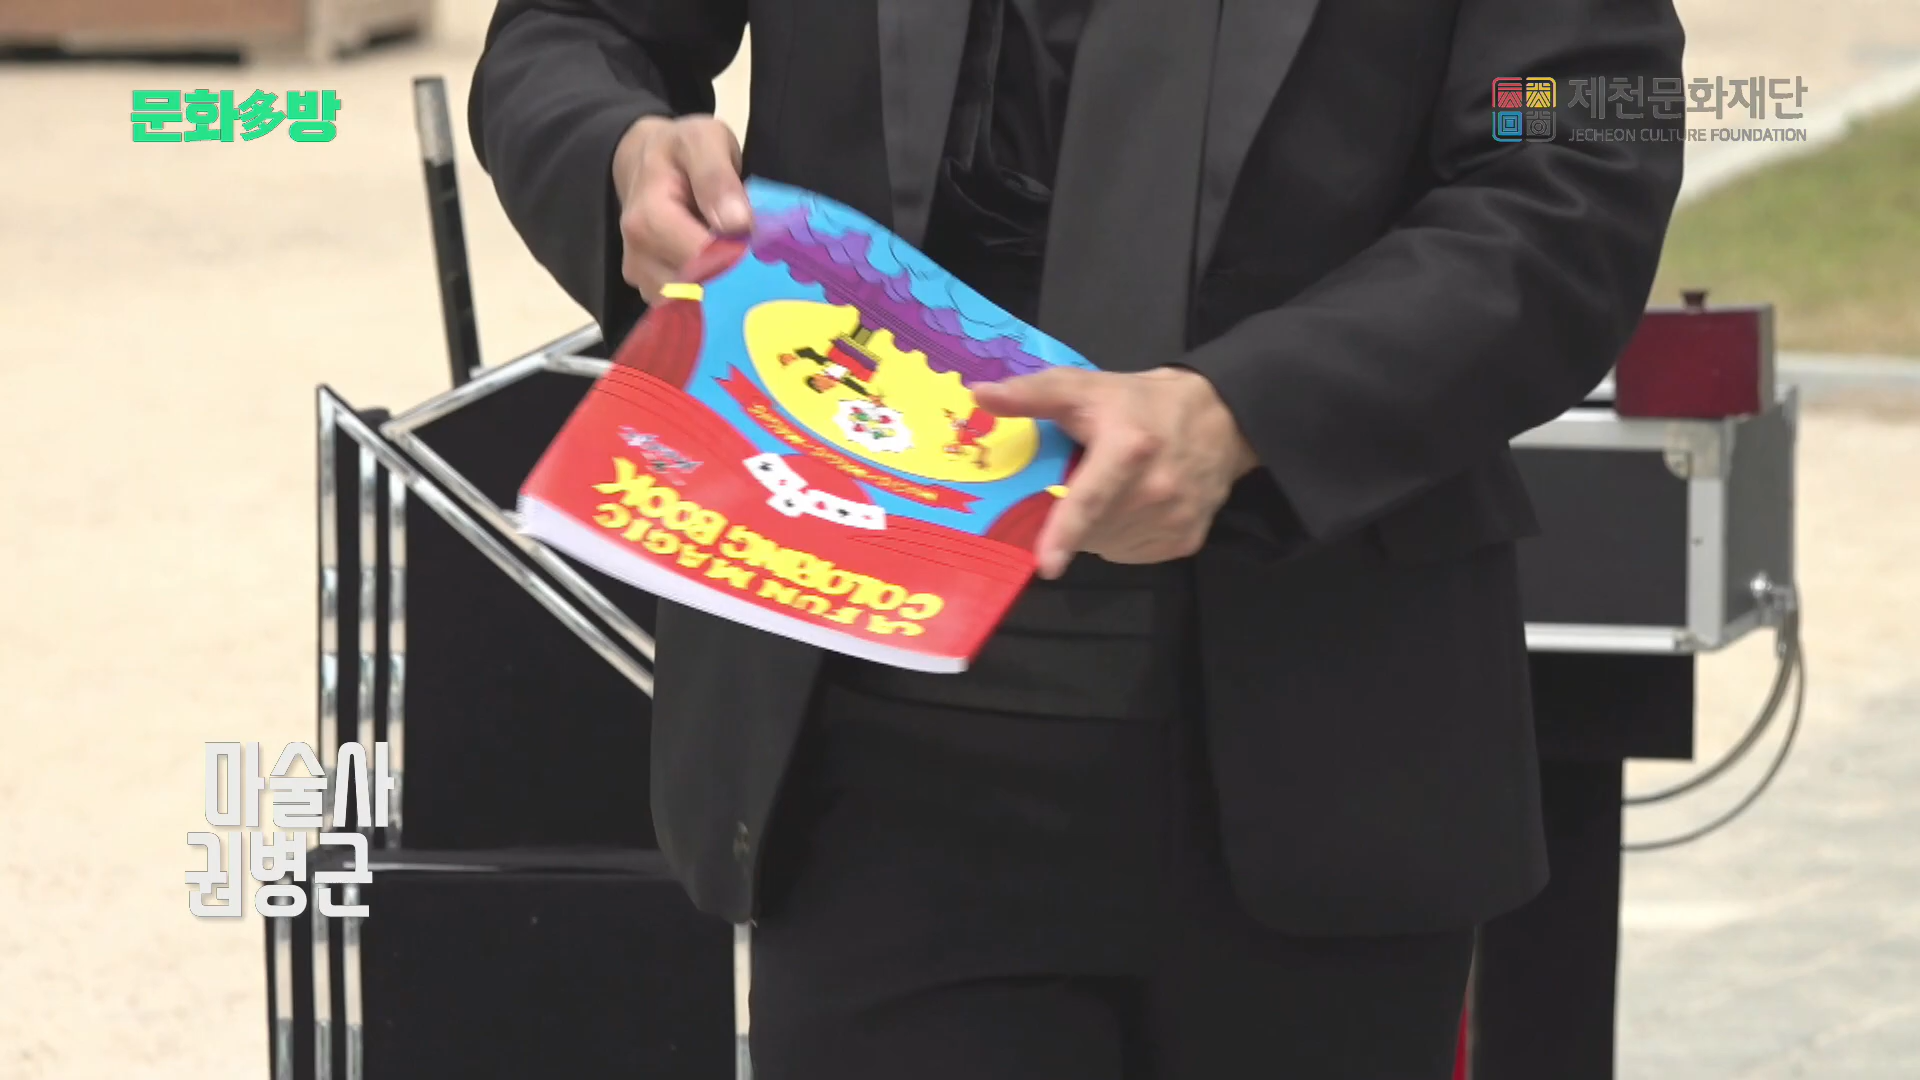 문화多방
제천문화재단
JECHEON CULTURE FOUNDATION
A FUN MAGIC
COLORING BOOK
마술사
권병근